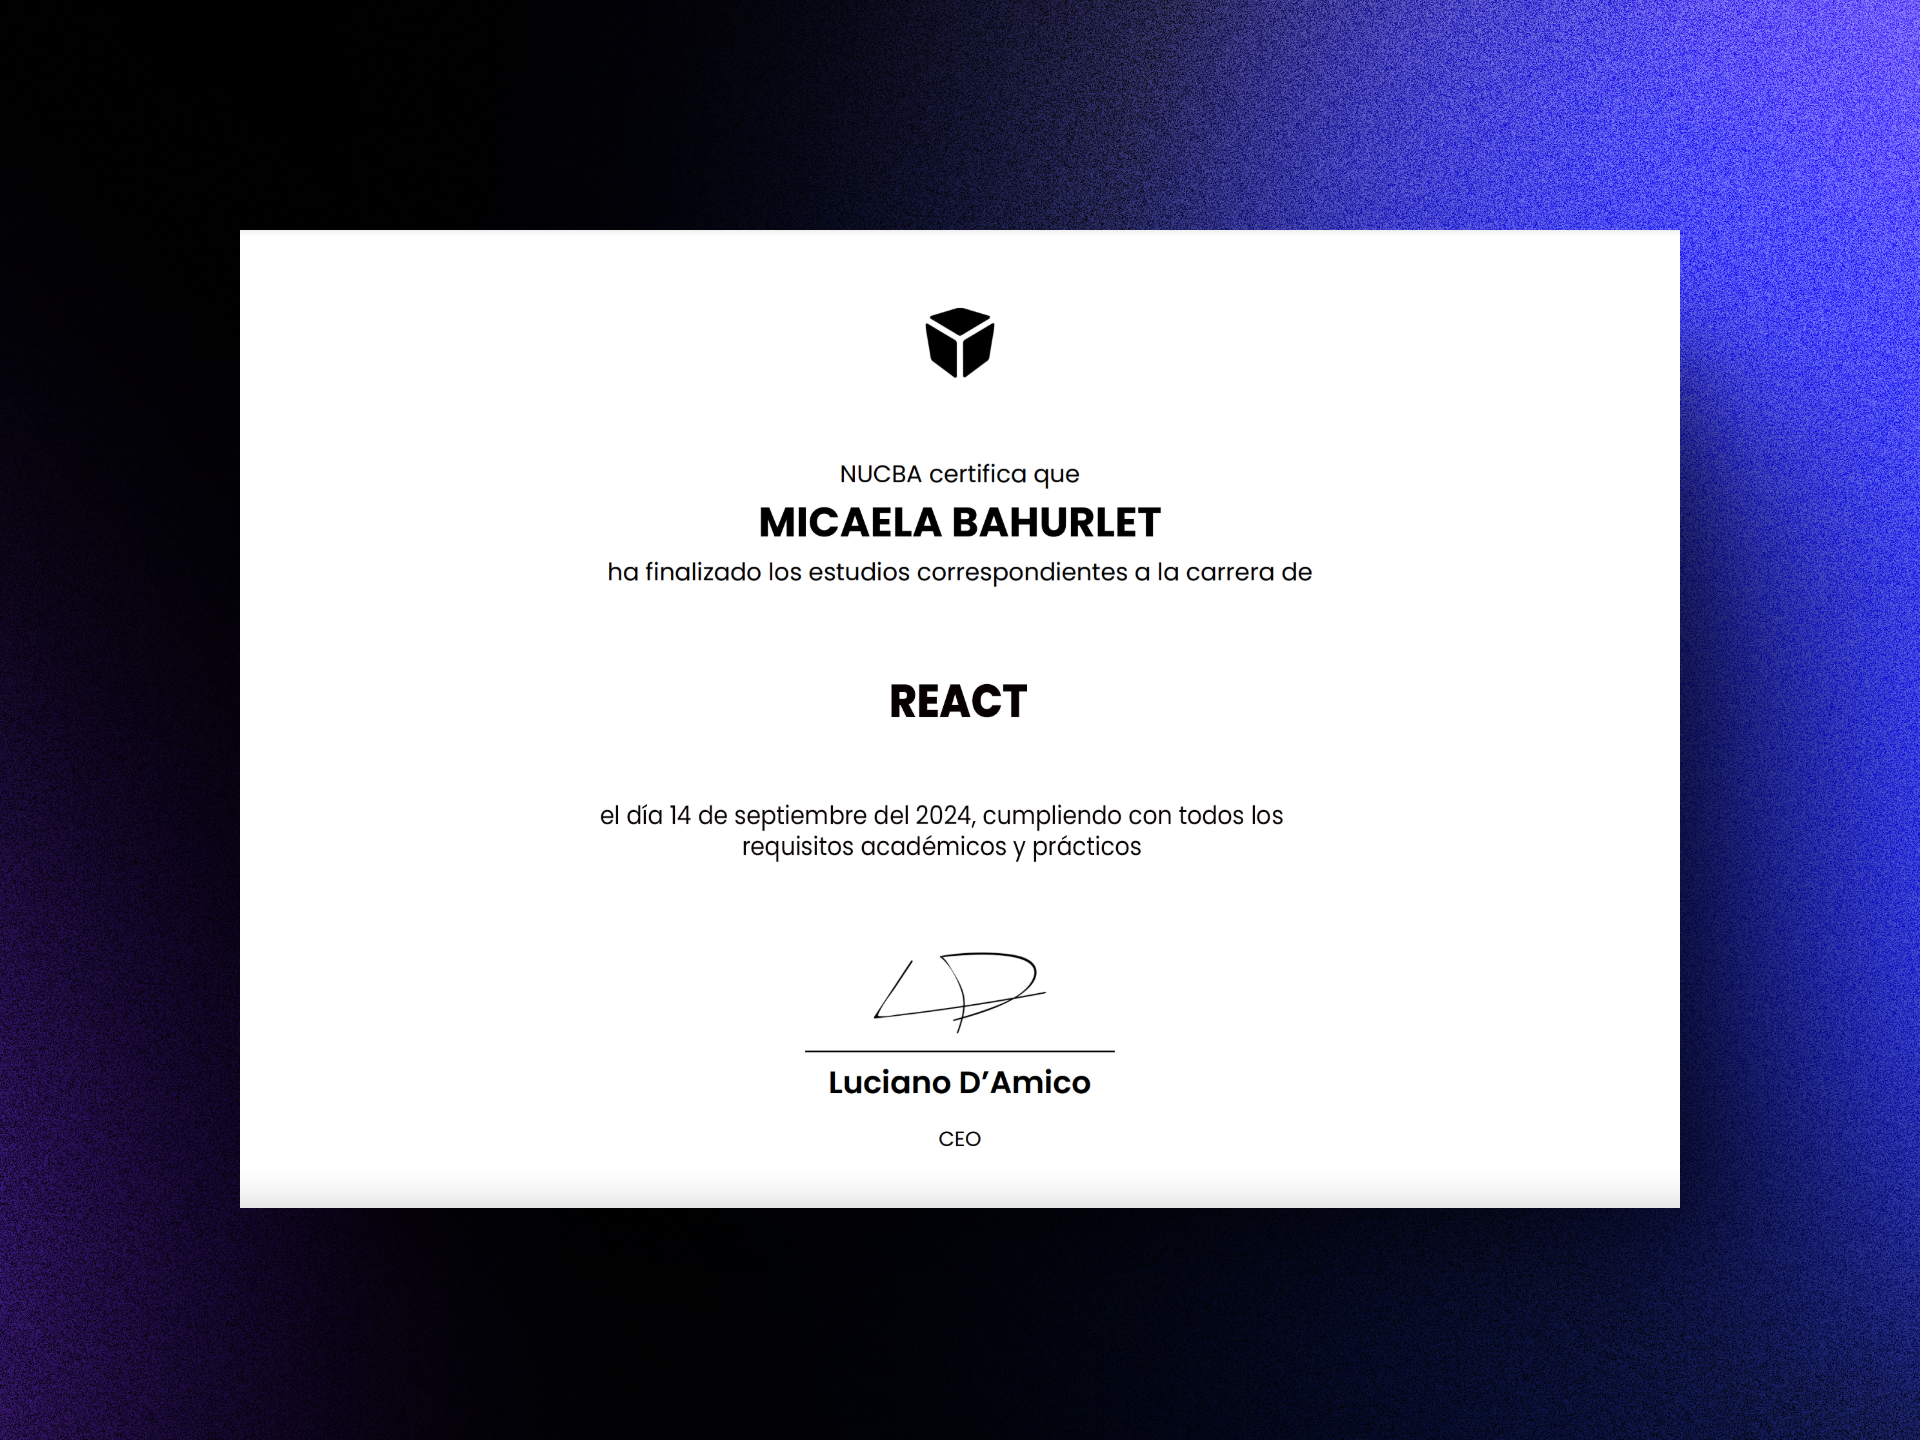 NUCBA certifica que
MICAELA BAHURLET
ha finalizado los estudios correspondientes a la carrera de
REACT
el día 14 de septiembre del 2024, cumpliendo con todos los
requisitos académicos y prácticos
Luciano D’Amico
CEO